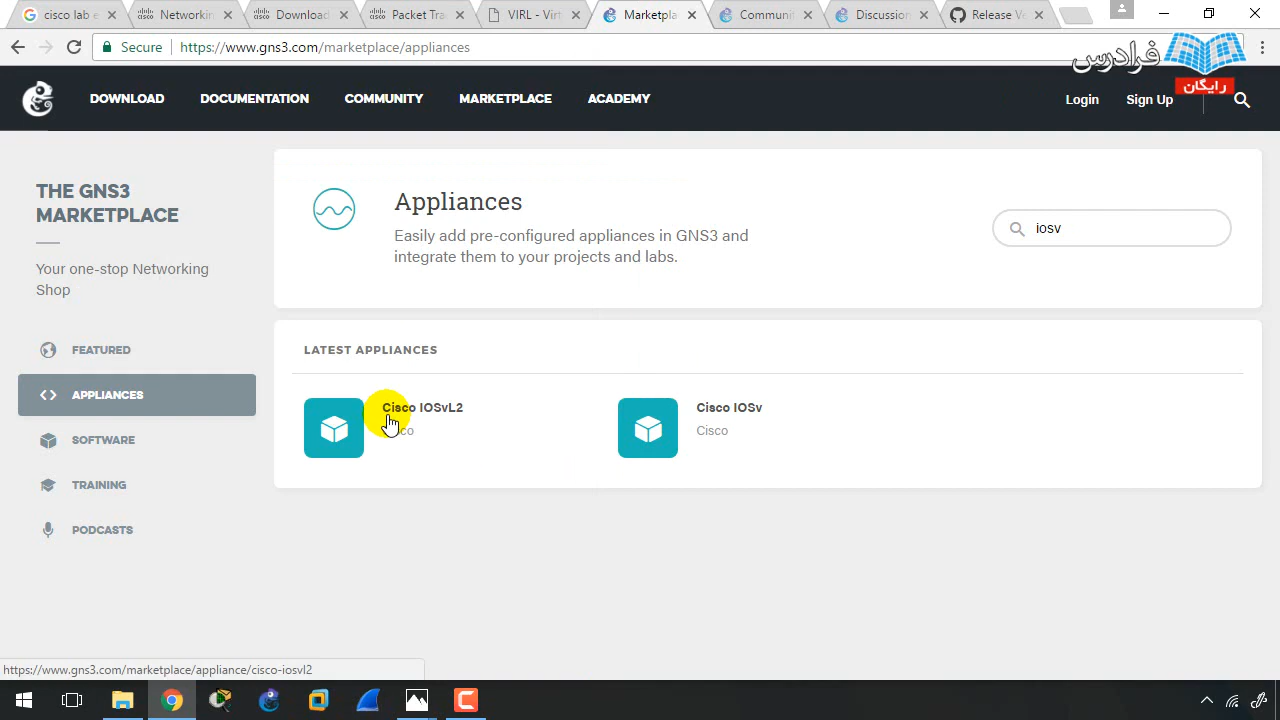 cisco lab e
Networkin
Download
Packet Tra
VIRL - Virt
Marketpla
Communi
Discussion
Release Ve
Secure
https://www.gns3.com/marketplace/appliances
فرادرس
رایگان
DOWNLOAD
DOCUMENTATION
COMMUNITY
MARKETPLACE
ACADEMY
Login
Sign Up
THE GNS3
MARKETPLACE
Your one-stop Networking
Shop
FEATURED
APPLIANCES
SOFTWARE
TRAINING
PODCASTS
Appliances
Easily add pre-configured appliances in GNS3 and
integrate them to your projects and labs.
iosv
LATEST APPLIANCES
Cisco IOSvL2
Cisco IOSv
Cisco
https://www.gns3.com/marketplace/appliance/cisco-iosvl2